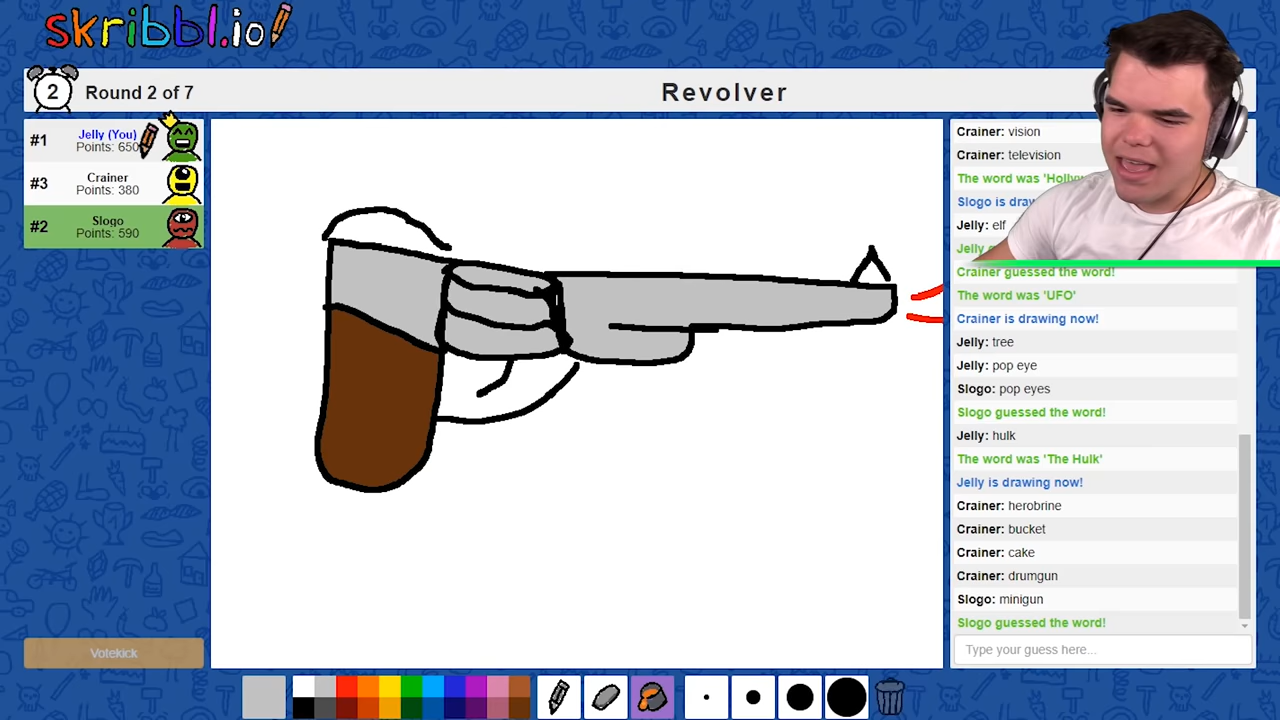 skribbl.io
2
Round 2 of 7
Revolver
#1
Jelly (You)
Points: 650
#3
Crainer
Points: 380
#2
Slogo
Points: 590
Votekick
Crainer: vision
Crainer: television
The word was 'Hollyw
Slogo is draw
Jelly: elf
Jelly
Crainer guessed the word!
The word was 'UFO'
Crainer is drawing now!
Jelly: tree
Jelly: pop eye
Slogo: pop eyes
Slogo guessed the word!
Jelly: hulk
The word was 'The Hulk'
Jelly is drawing now!
Crainer: herobrine
Crainer: bucket
Crainer: cake
Crainer: drumgun
Slogo: minigun
Slogo guessed the word!
Type your guess here...